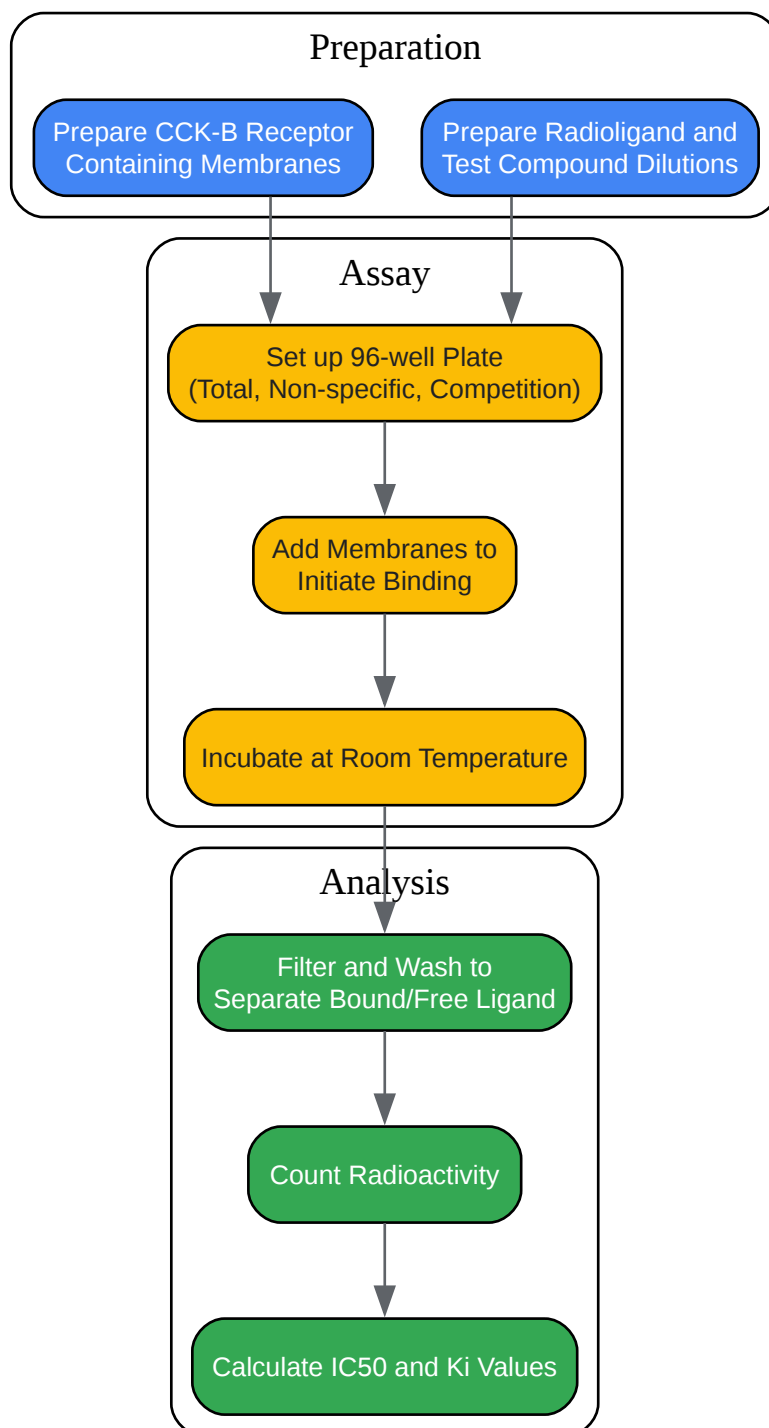 Preparation
Prepare CCK-B Receptor
Containing Membranes
Prepare Radioligand and
Test Compound Dilutions
Assay
Set up 96-well Plate
(Total, Non-specific, Competition)
Add Membranes to
Initiate Binding
Incubate at Room Temperature
Analysis
Filter and Wash to
Separate Bound/Free Ligand
Count Radioactivity
Calculate IC50 and Ki Values